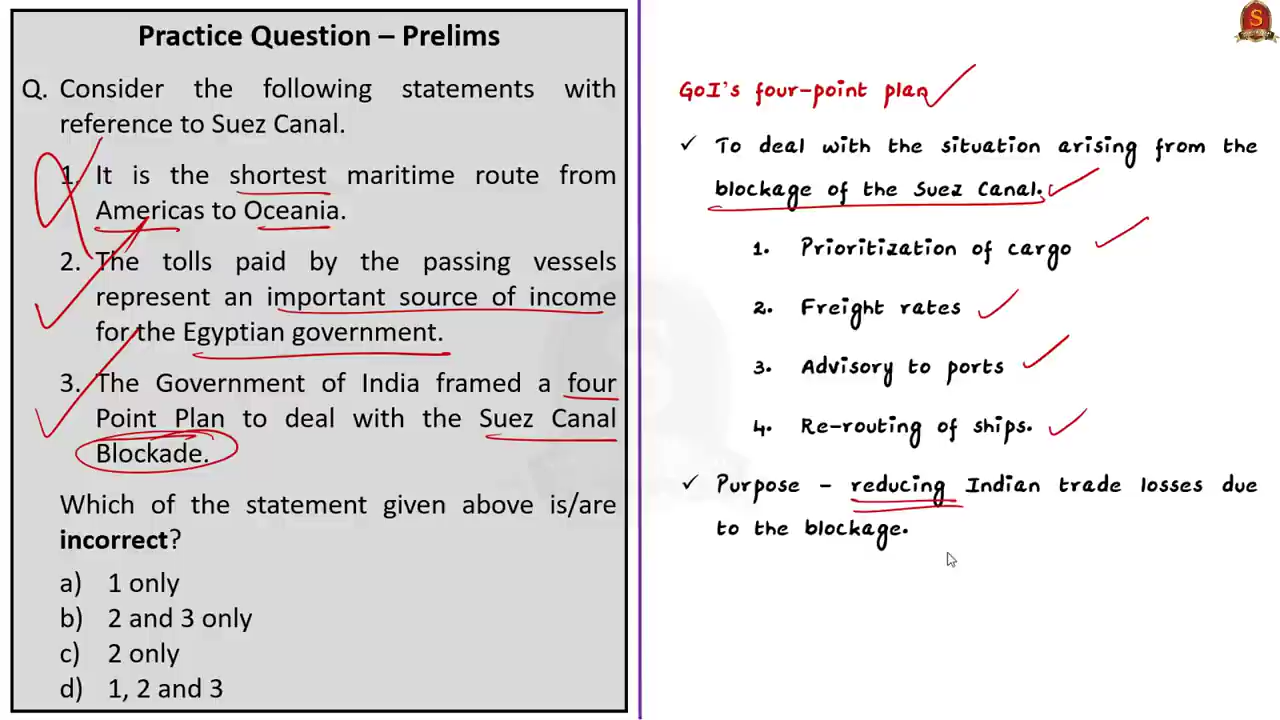 Practice Question – Prelims
Q. Consider the following statements with
reference to Suez Canal.
1. It is the shortest maritime route from
Americas to Oceania.
2. The tolls paid by the passing vessels
represent an important source of income
for the Egyptian government.
3. The Government of India framed a four
Point Plan to deal with the Suez Canal
Blockade.
Which of the statement given above is/are
incorrect?
a) 1 only
b) 2 and 3 only
c) 2 only
d) 1, 2 and 3
GoI's four-point plan
✓ To deal with the situation arising from the
blockage of the Suez Canal.
1. Prioritization of cargo
2. Freight rates
3. Advisory to ports
4. Re-routing of ships.
✓ Purpose – reducing Indian trade losses due
to the blockage.
S